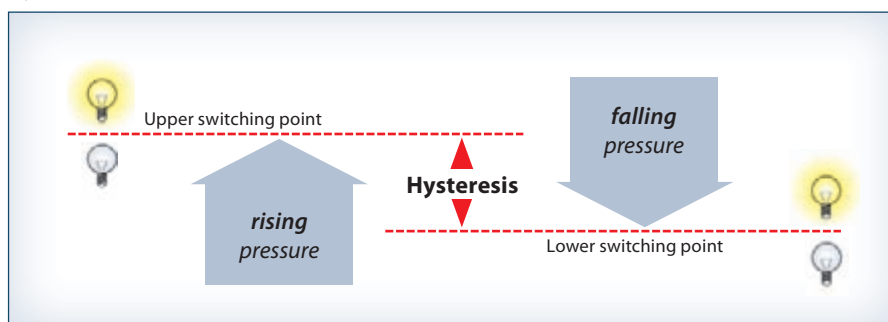 Upper switching point
rising
pressure
Hysteresis
falling
pressure
Lower switching point